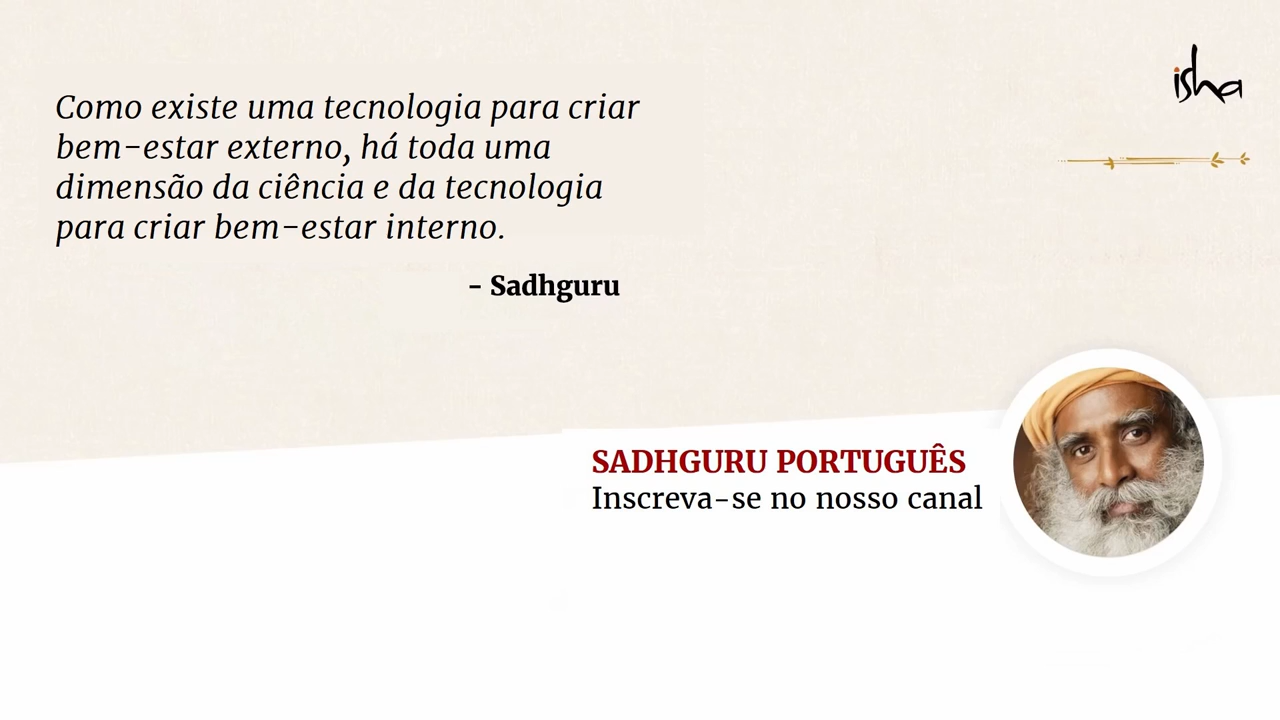 isha
Como existe uma tecnologia para criar
bem-estar externo, há toda uma
dimensão da ciência e da tecnologia
para criar bem-estar interno.
- Sadhguru
SADHGURU PORTUGUÊS
Inscreva-se no nosso canal